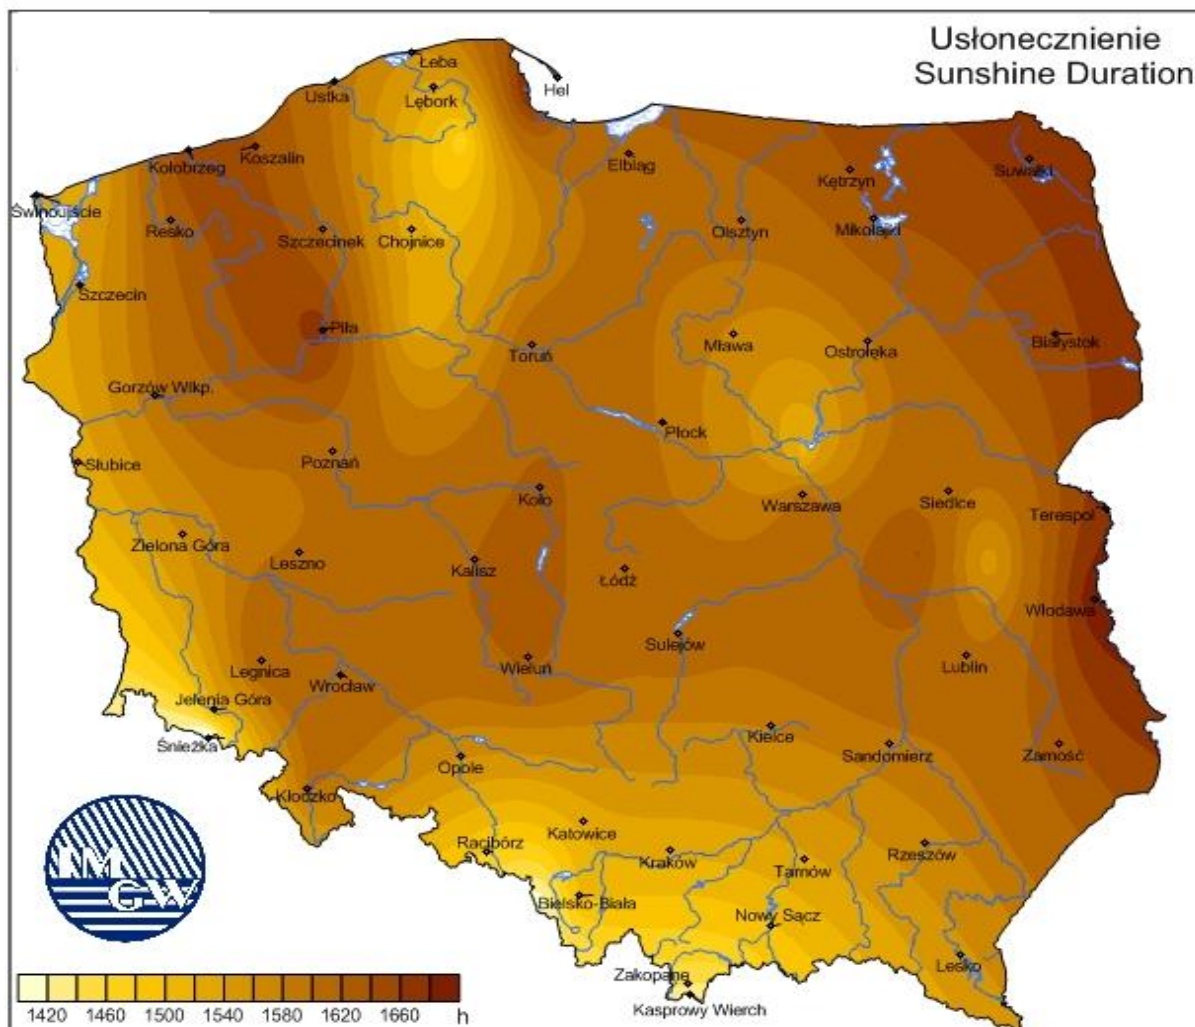 Usłonecznienie
Sunshine Duration
Łeba
Ustka
Lębork
Hel
Kołobrzeg
Koszalin
Elbląg
Suwałki
Kętrzyn
Świnoujście
Resko
Szczecinek
Chojnice
Olsztyn
Mikołajki
Szczecin
Piła
Toruń
Mława
Ostrołęka
Białystok
Gorzów Wlkp.
Płock
Słubice
Poznań
Koło
Warszawa
Siedlce
Terespol
Zielona Góra
Leszno
Kalisz
Łódź
Włodawa
Sulejów
Legnica
Wrocław
Wieluń
Lublin
Jelenia Góra
Śnieżka
Kielce
Sandomierz
Zamość
Opole
Kłoczko
Katowice
Racibórz
Kraków
Tarnów
Rzeszów
Bielsko-Biała
Nowy Sącz
Lesko
Zakopane
Kasprowy Wierch
IMGW
1420 1460 1500 1540 1580 1620 1660 h